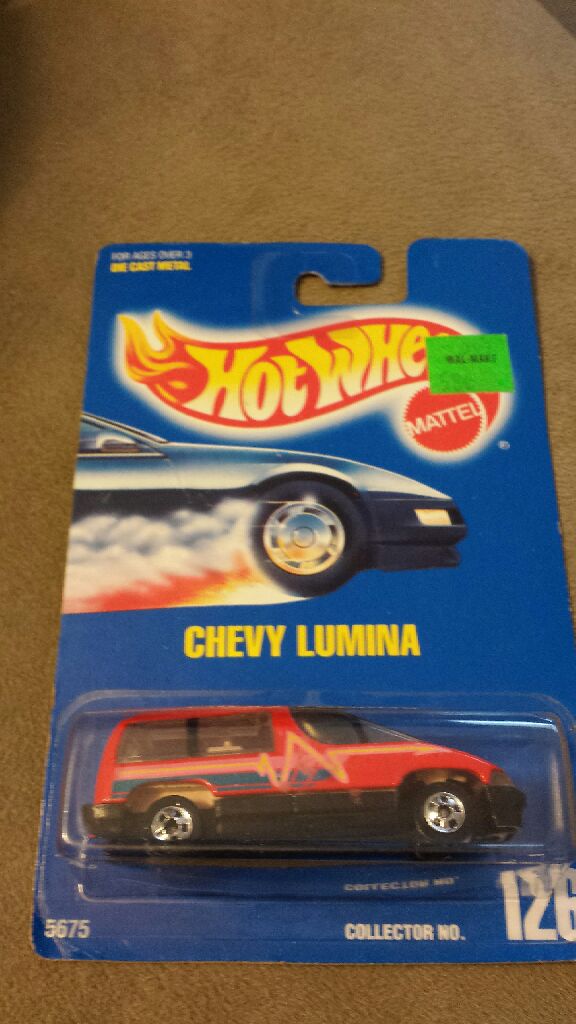 FOR AGES OVER 3
DIE CAST METAL
HOT WHE
WAL-MART
MATTEL
®
CHEVY LUMINA
5675
COLLECTOR NO.
126